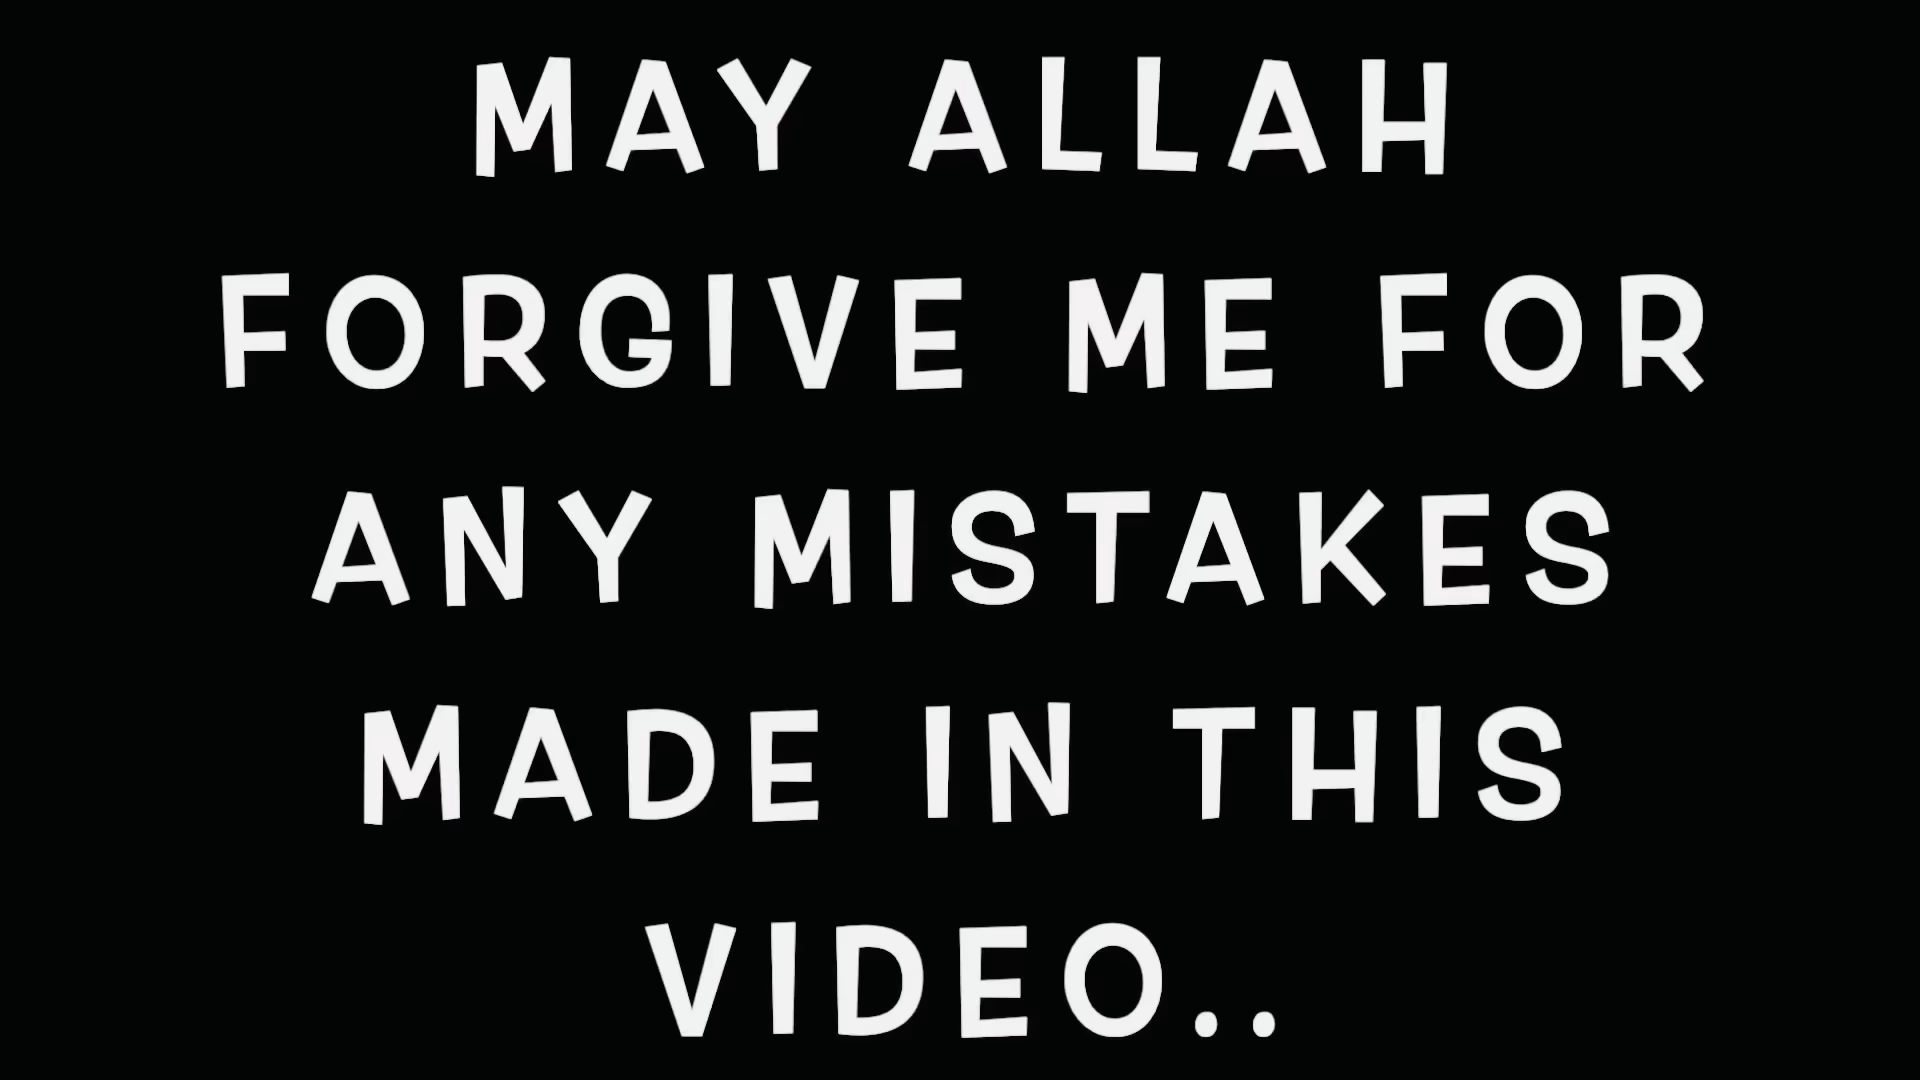 MAY ALLAH
FORGIVE ME FOR
ANY MISTAKES
MADE IN THIS
VIDEO..